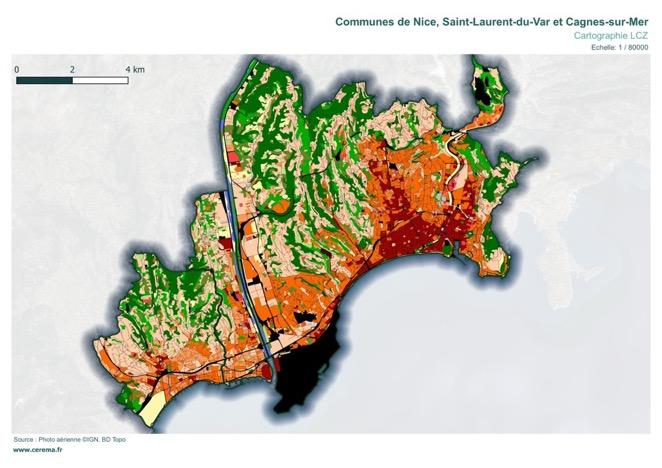 Communes de Nice, Saint-Laurent-du-Var et Cagnes-sur-Mer
Cartographie LCZ
Echelle: 1 / 80000
0 2 4 km
Source : Photo aérienne ©IGN, BD Topo
www.cerema.fr